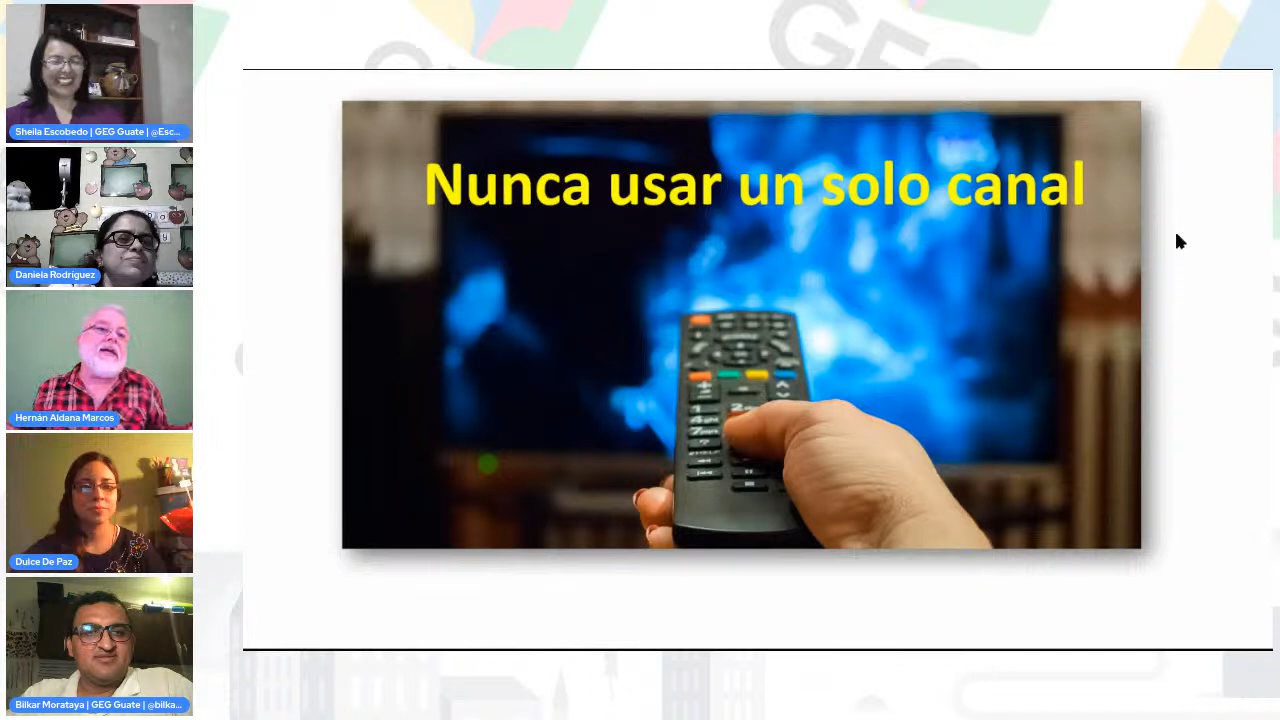 Sheila Escobedo | GEG Guate | @Esc...
Daniela Rodríguez
Hernán Aldana Marcos
Dulce De Paz
Bilkar Morataya | GEG Guate | @bilka...
GEG
Nunca usar un solo canal